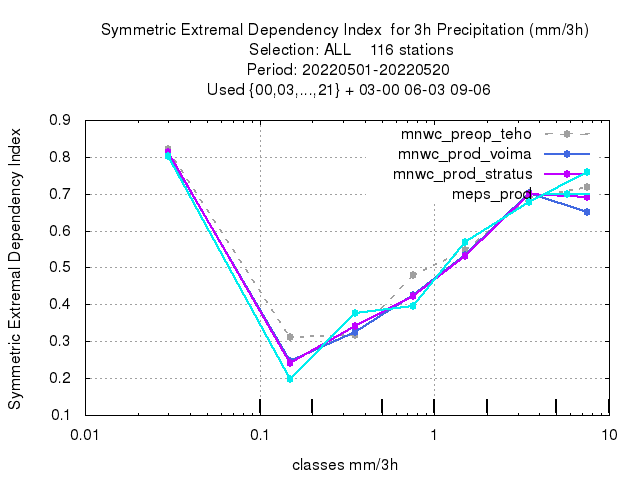 Symmetric Extremal Dependency Index  for 3h Precipitation (mm/3h)
Selection: ALL    116 stations
Period: 20220501-20220520
Used {00,03,...,21} + 03-00 06-03 09-06
Symmetric Extremal Dependency Index
0.9
0.8
0.7
0.6
0.5
0.4
0.3
0.2
0.1
mnwc_preop_teho
mnwc_prod_voima
mnwc_prod_stratus
meps_prod
0.01
0.1
1
10
classes mm/3h